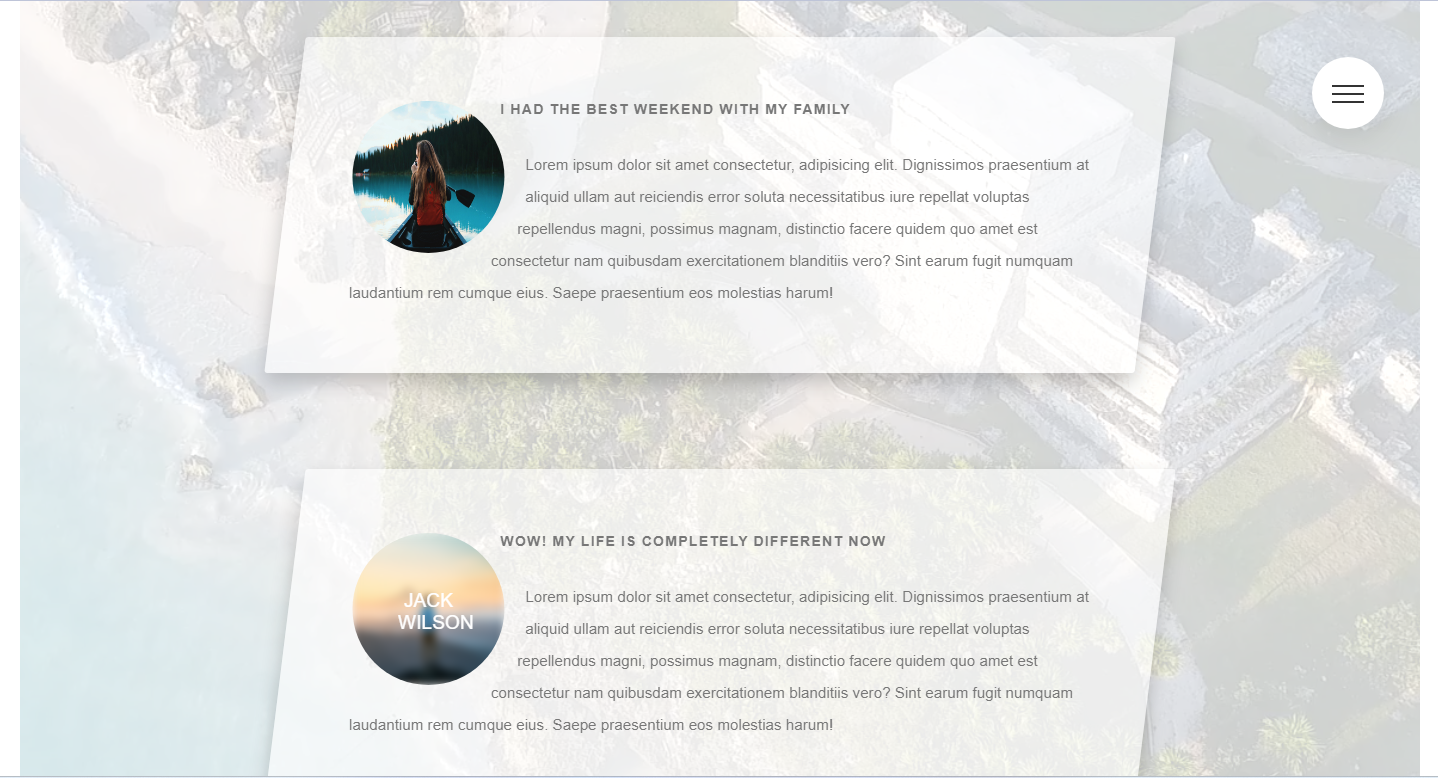 I HAD THE BEST WEEKEND WITH MY FAMILY
Lorem ipsum dolor sit amet consectetur, adipisicing elit. Dignissimos praesentium at
aliquid ullam aut reiciendis error soluta necessitatibus iure repellat voluptas
repellendus magni, possimus magnam, distinctio facere quidem quo amet est
consectetur nam quibusdam exercitationem blanditiis vero? Sint earum fugit numquam
laudantium rem cumque eius. Saepe praesentium eos molestias harum!
WOW! MY LIFE IS COMPLETELY DIFFERENT NOW
JACK
WILSON
Lorem ipsum dolor sit amet consectetur, adipisicing elit. Dignissimos praesentium at
aliquid ullam aut reiciendis error soluta necessitatibus iure repellat voluptas
repellendus magni, possimus magnam, distinctio facere quidem quo amet est
consectetur nam quibusdam exercitationem blanditiis vero? Sint earum fugit numquam
laudantium rem cumque eius. Saepe praesentium eos molestias harum!